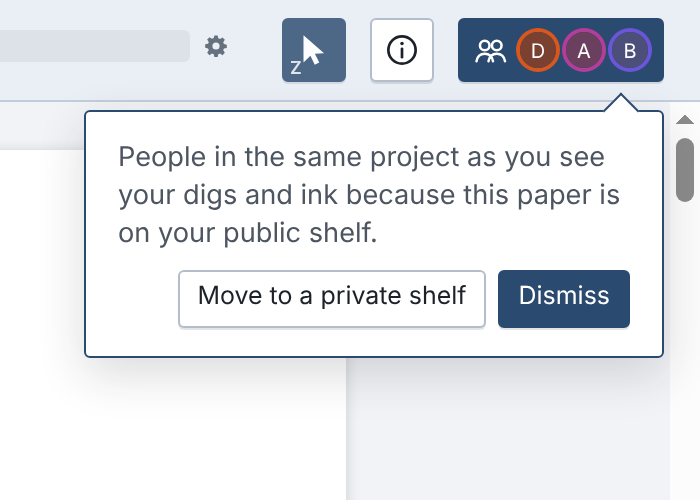 Z
D A B
People in the same project as you see
your digs and ink because this paper is
on your public shelf.
Move to a private shelf
Dismiss